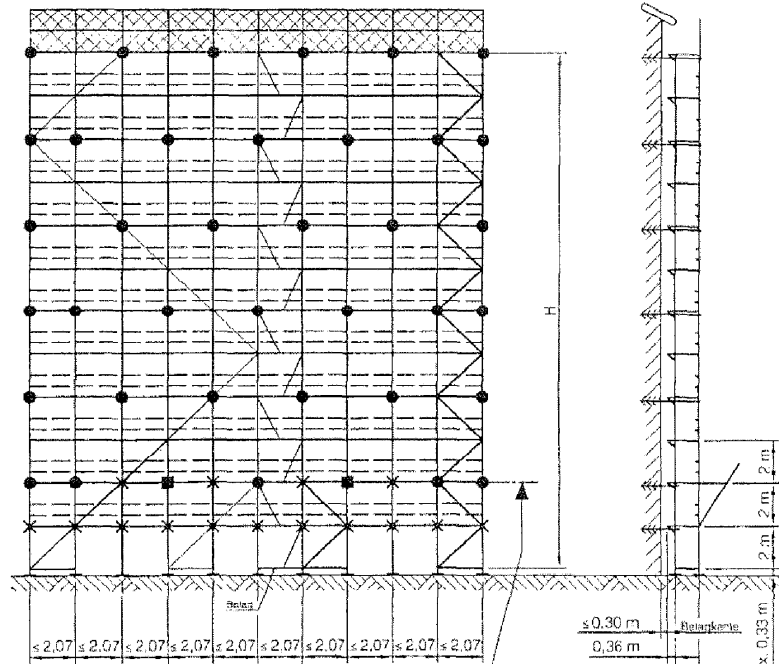 H
2 m
2 m
2 m
Belag
≤ 0.30 m
Belagkante
0,36 m
x. 0,33 m
≤ 2,07 ≤ 2,07 ≤ 2,07 ≤ 2,07 ≤ 2,07 ≤ 2,07 ≤ 2,07 ≤ 2,07 ≤ 2,07 ≤ 2,07